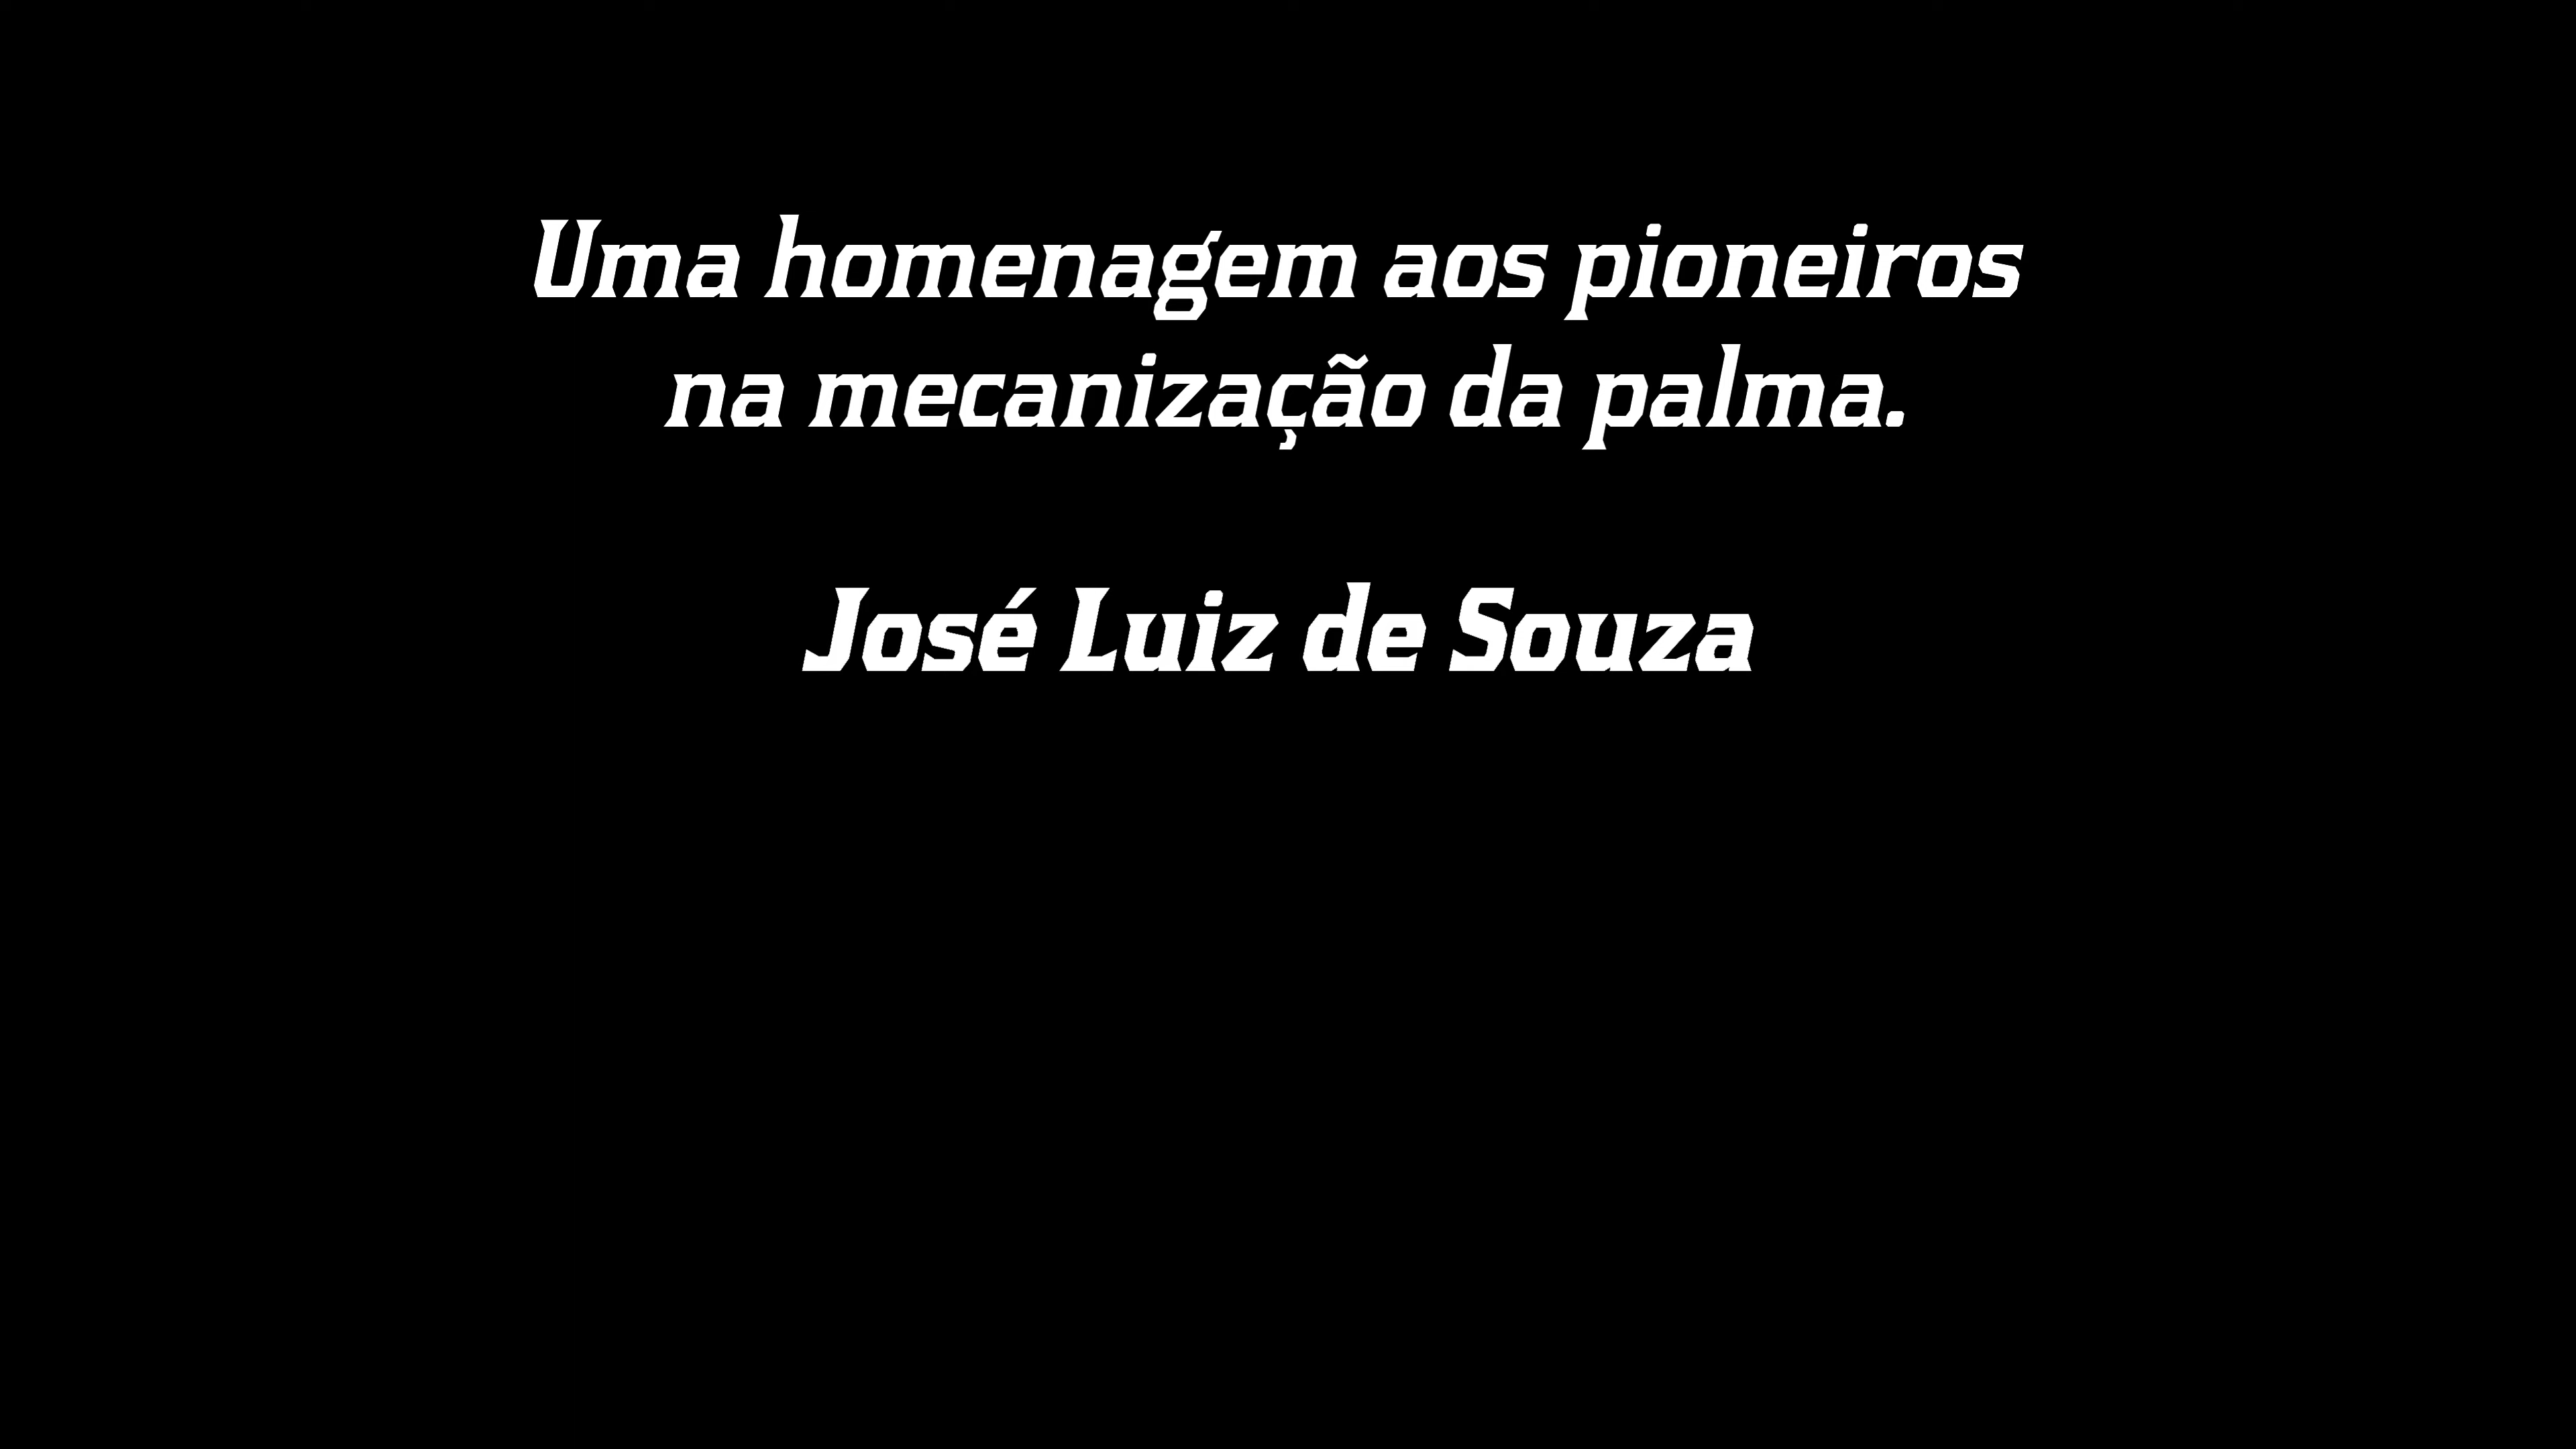 Uma homenagem aos pioneiros
na mecanização da palma.
José Luiz de Souza